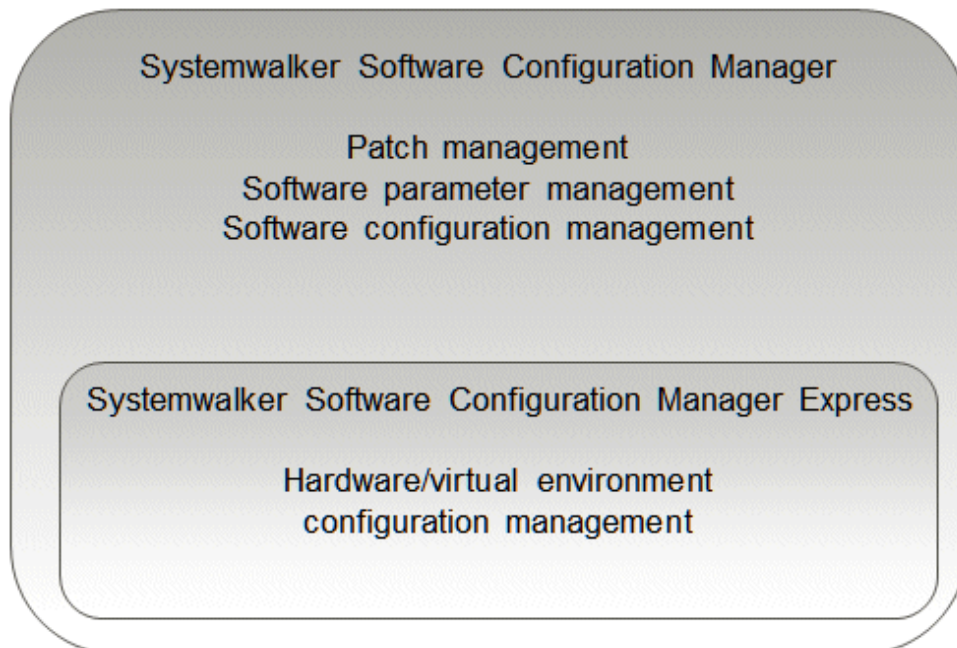 Systemwalker Software Configuration Manager
Patch management
Software parameter management
Software configuration management
Systemwalker Software Configuration Manager Express
Hardware/virtual environment
configuration management